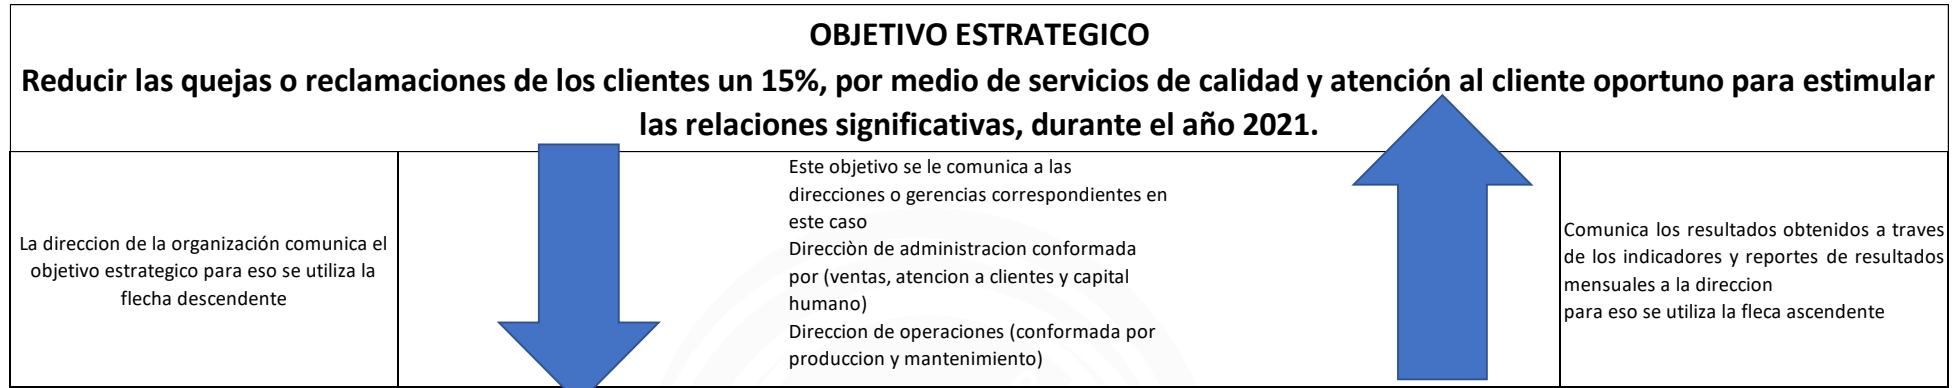 OBJETIVO ESTRATEGICO
Reducir las quejas o reclamaciones de los clientes un 15%, por medio de servicios de calidad y atención al cliente oportuno para estimular
las relaciones significativas, durante el año 2021.
La direccion de la organización comunica el
objetivo estrategico para eso se utiliza la
flecha descendente
Este objetivo se le comunica a las
direcciones o gerencias correspondientes en
este caso
Direcciòn de administracion conformada
por (ventas, atencion a clientes y capital
humano)
Direccion de operaciones (conformada por
produccion y mantenimiento)
Comunica los resultados obtenidos a traves
de los indicadores y reportes de resultados
mensuales a la direccion
para eso se utiliza la fleca ascendente